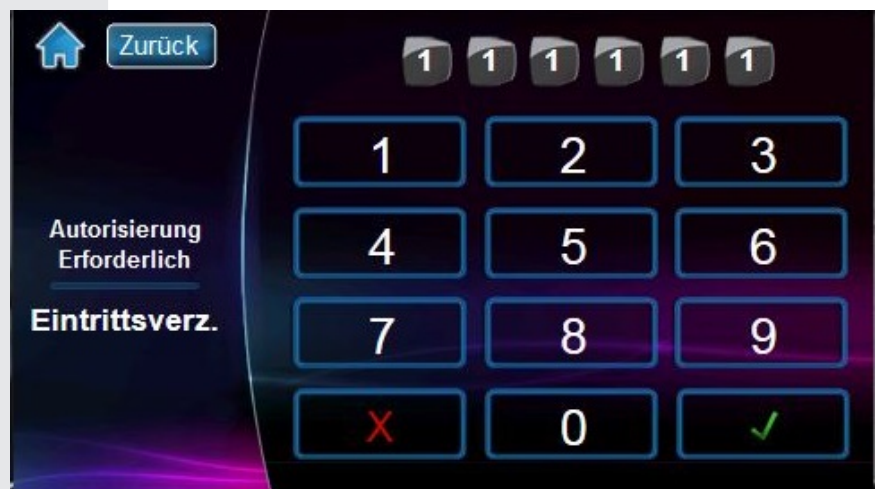 Zurück
1 1 1 1 1 1
1 2 3
Autorisierung
Erforderlich
4 5 6
Eintrittsverz.
7 8 9
X 0